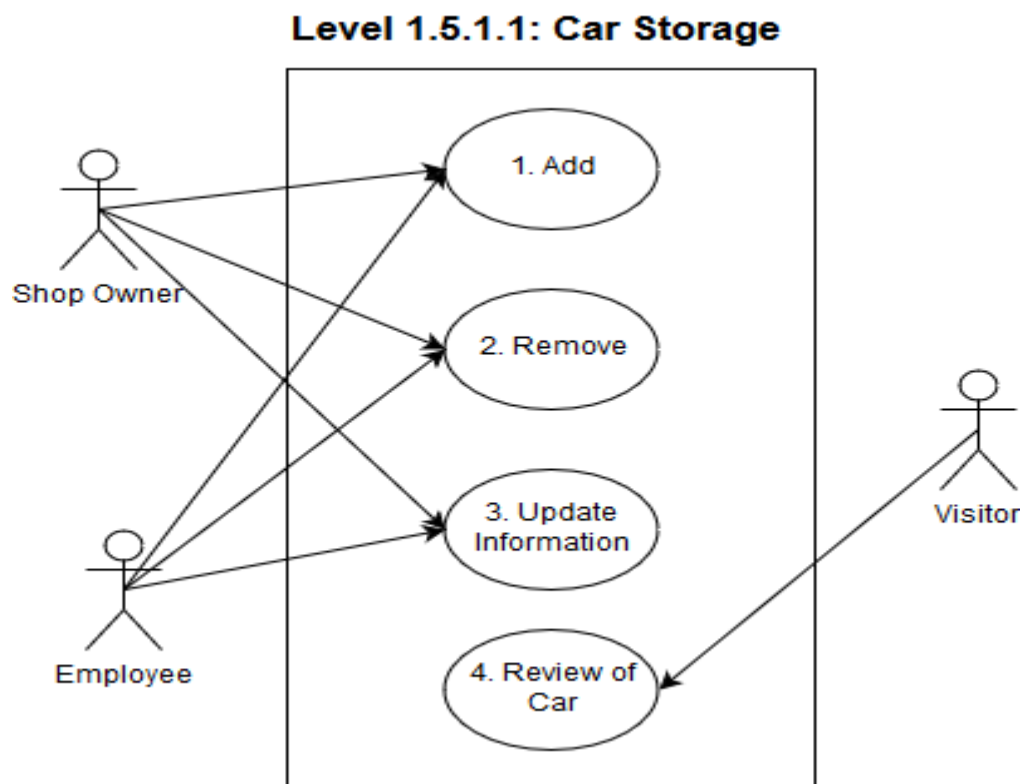 Level 1.5.1.1: Car Storage
1. Add
Shop Owner
2. Remove
3. Update
Information
Visitor
Employee
4. Review of
Car